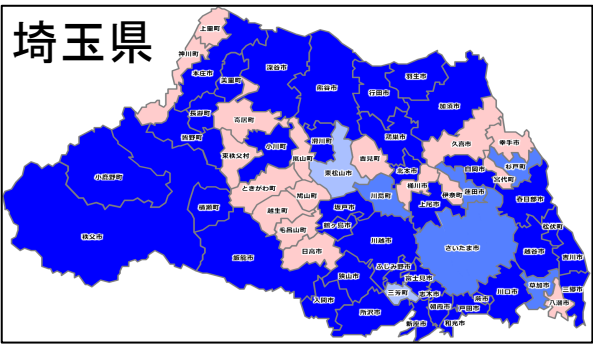 埼玉県
上里町
神川町
本庄市
美里町
深谷市
熊谷市
行田市
羽生市
加須市
長瀞町
寄居町
皆野町
小川町
滑川町
嵐山町
東秩父村
東松山市
吉見町
鴻巣市
北本市
久喜市
幸手市
白岡市
杉戸町
宮代町
小鹿野町
ときがわ町
鳩山町
川島町
桶川市
伊奈町
蓮田市
上尾市
春日部市
横瀬町
越生町
坂戸市
毛呂山町
鶴ヶ島市
川越市
さいたま市
松伏町
越谷市
吉川市
秩父市
飯能市
日高市
狭山市
ふじみ野市
富士見市
入間市
三芳町
志木市
所沢市
朝霞市
新座市
和光市
戸田市
蕨市
川口市
草加市
八潮市
三郷市